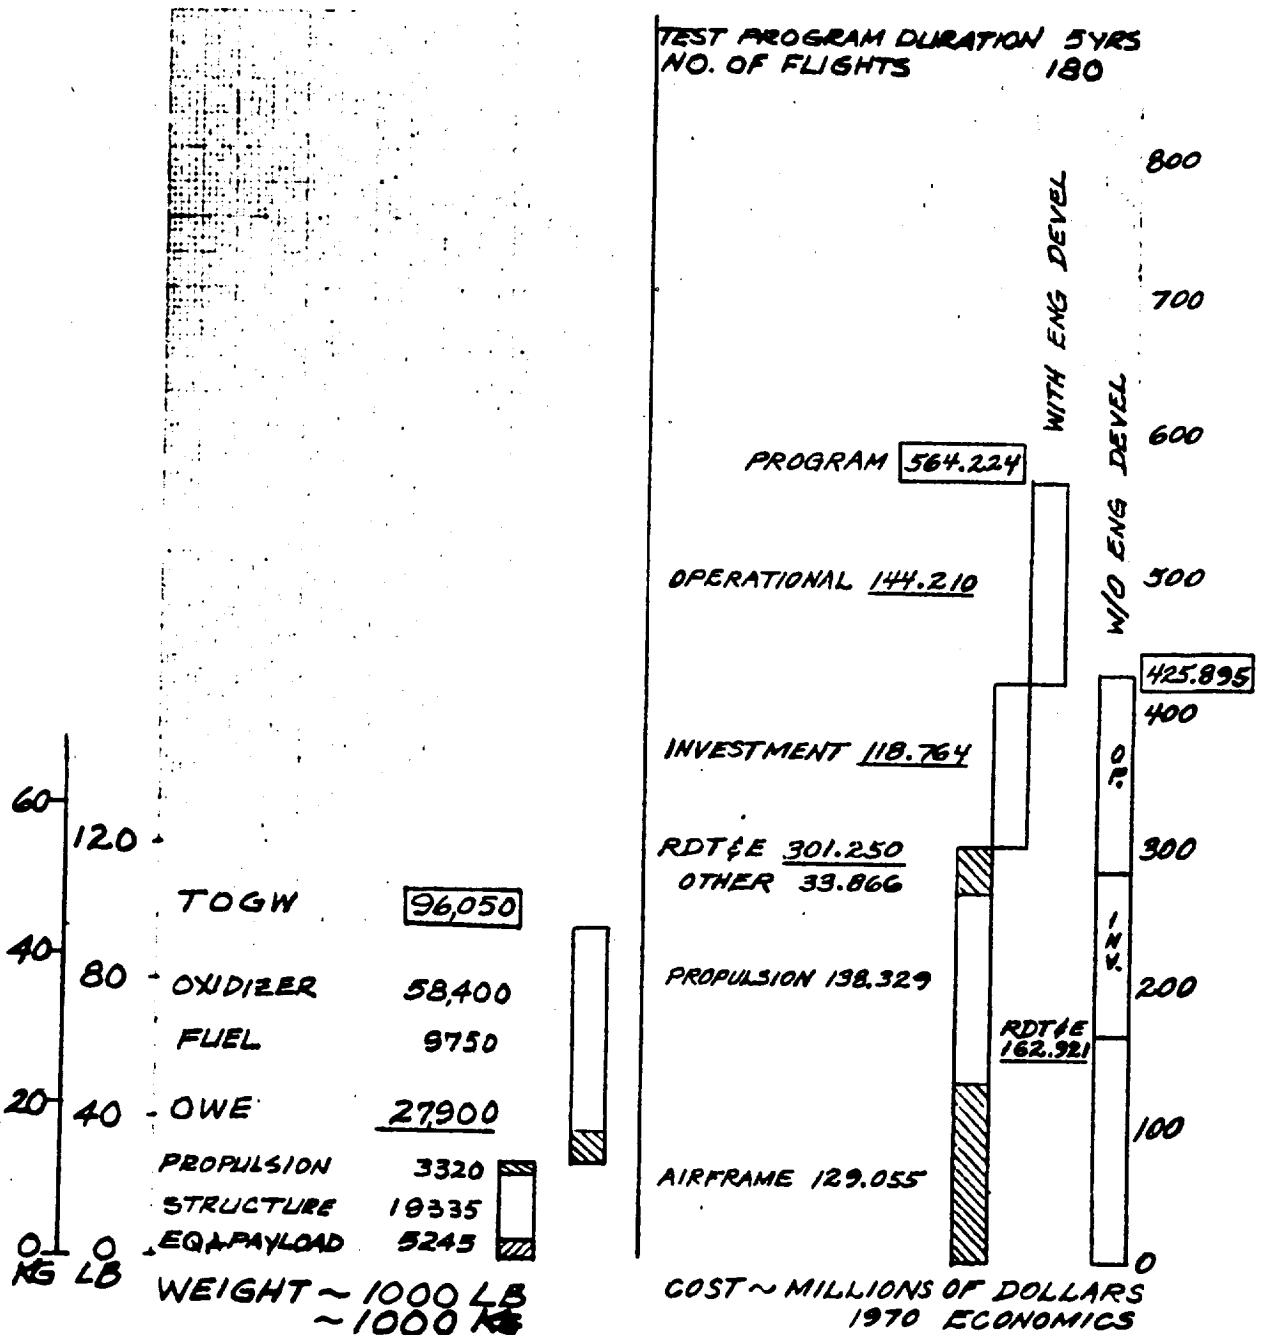 TEST PROGRAM DURATION 5 YRS
NO. OF FLIGHTS 180
800
700
600
500
400
300
200
100
0
WITH ENG DEVEL
W/O ENG DEVEL
PROGRAM 564.224
OPERATIONAL 144.210
425.895
INVESTMENT 118.764
OP.
RDT&E 301.250
OTHER 33.866
INV.
PROPULSION 138.329
RDT&E
162.921
AIRFRAME 129.055
COST ~ MILLIONS OF DOLLARS
1970 ECONOMICS
60
40
20
0
KG
120
80
40
0
LB
TOGW 96,050
OXIDIZER 58,400
FUEL 9750
OWE 27,900
PROPULSION 3320
STRUCTURE 19335
EQ & PAYLOAD 5245
WEIGHT ~ 1000 LB
~ 1000 KG